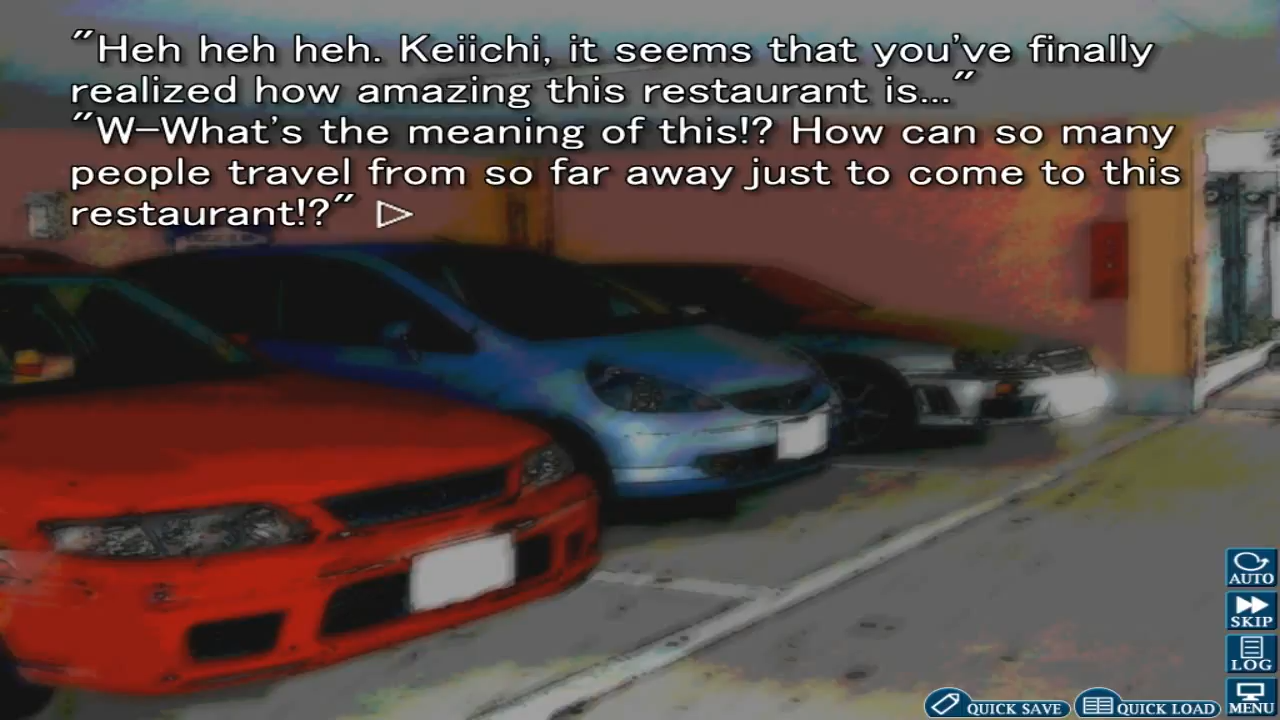 "Heh heh heh. Keiichi, it seems that you've finally
realized how amazing this restaurant is..."
"W-What's the meaning of this!? How can so many
people travel from so far away just to come to this
restaurant!?"
AUTO
SKIP
LOG
MENU
QUICK SAVE
QUICK LOAD